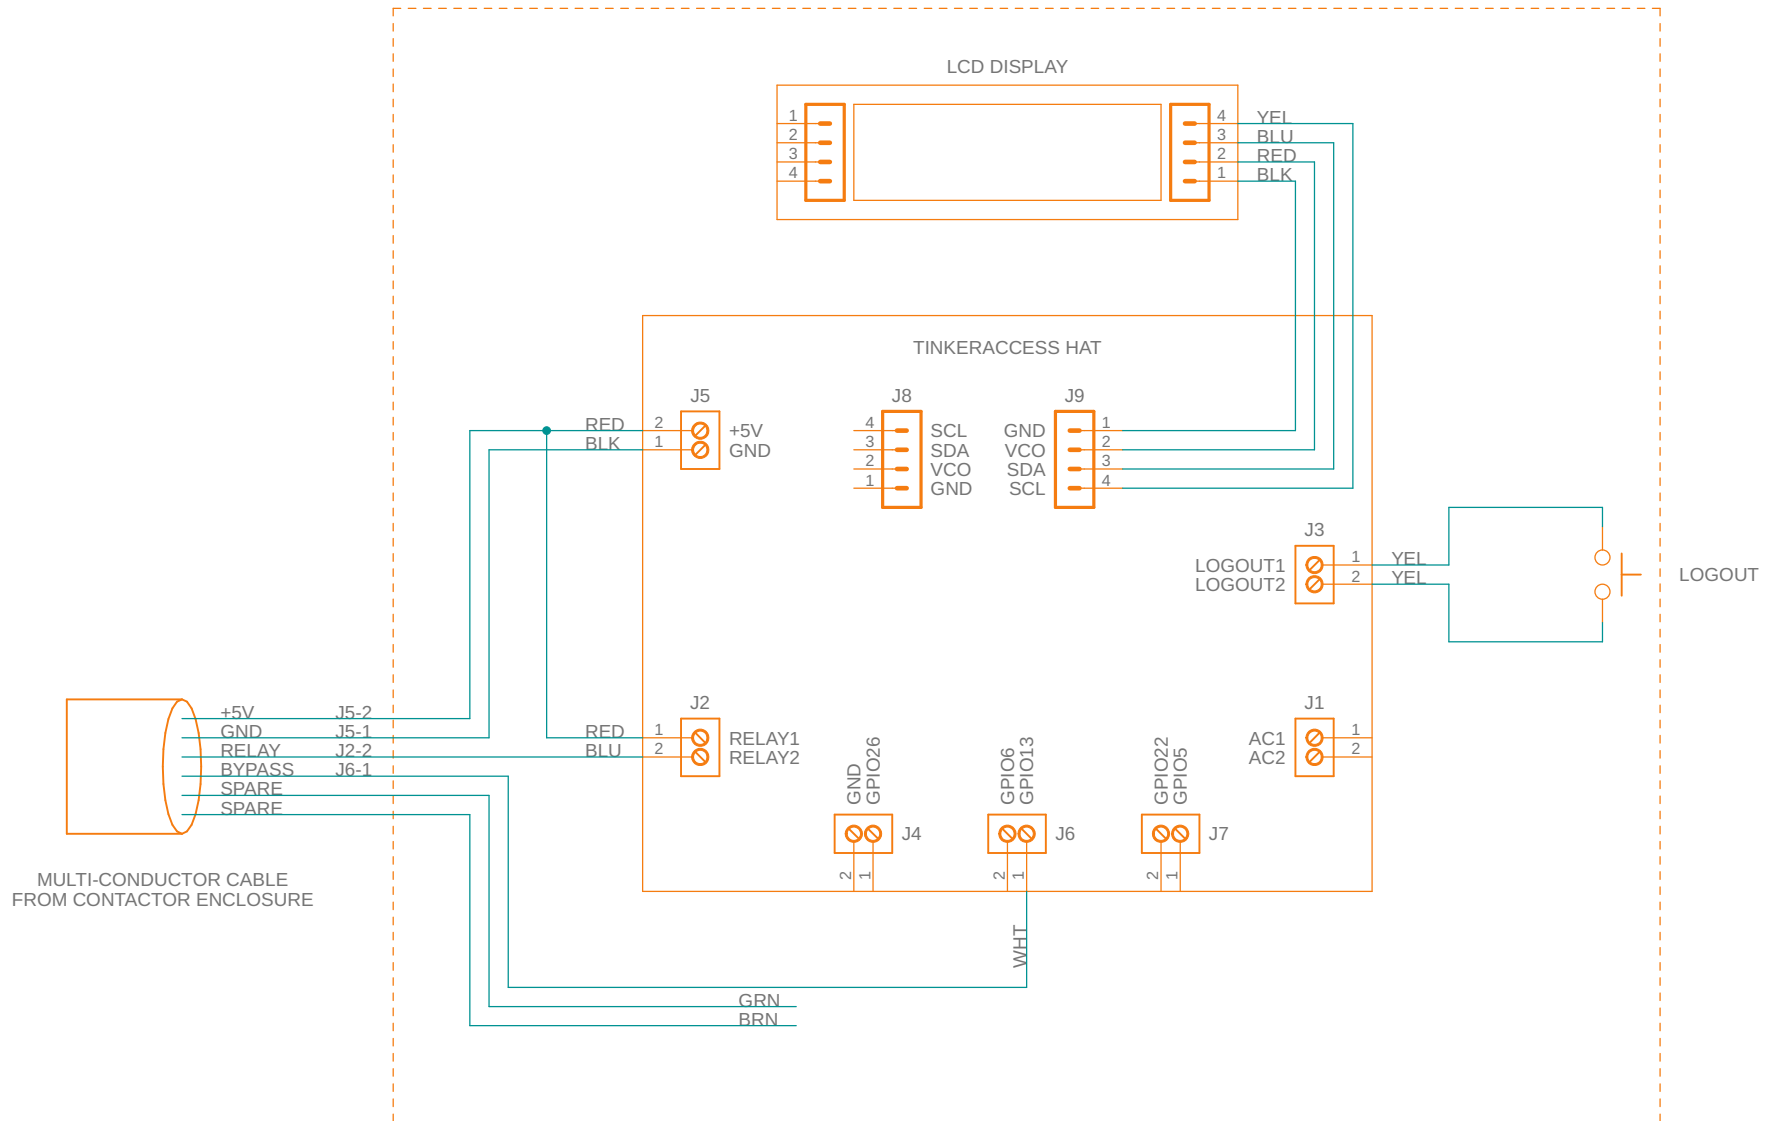 LCD DISPLAY
1
2
3
4
4 YEL
3 BLU
2 RED
1 BLK
TINKERACCESS HAT
J5
RED 2 +5V
BLK 1 GND
J8
4 SCL
3 SDA
2 VCO
1 GND
J9
GND 1
VCO 2
SDA 3
SCL 4
J3
LOGOUT1 1 YEL
LOGOUT2 2 YEL
LOGOUT
+5V J5-2
GND J5-1
RELAY J2-2
BYPASS J6-1
SPARE
SPARE
MULTI-CONDUCTOR CABLE
FROM CONTACTOR ENCLOSURE
J2
RED 1 RELAY1
BLU 2 RELAY2
J1
AC1 1
AC2 2
GND
GPIO26
J4
2
1
GPIO6
GPIO13
J6
2
1
GPIO22
GPIO5
J7
2
1
WHT
GRN
BRN